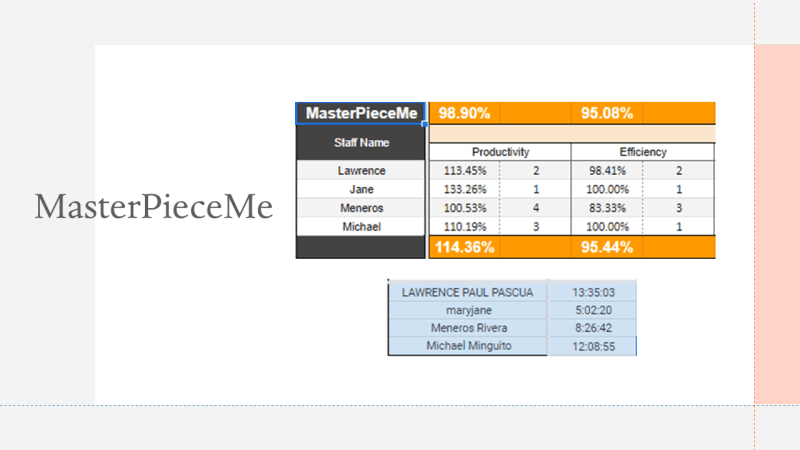 MasterPieceMe
MasterPieceMe 98.90% 95.08%
Staff Name
Productivity Efficiency
Lawrence 113.45% 2 98.41% 2
Jane 133.26% 1 100.00% 1
Meneros 100.53% 4 83.33% 3
Michael 110.19% 3 100.00% 1
114.36% 95.44%
LAWRENCE PAUL PASCUA 13:35:03
maryjane 5:02:20
Meneros Rivera 8:26:42
Michael Minguito 12:08:55